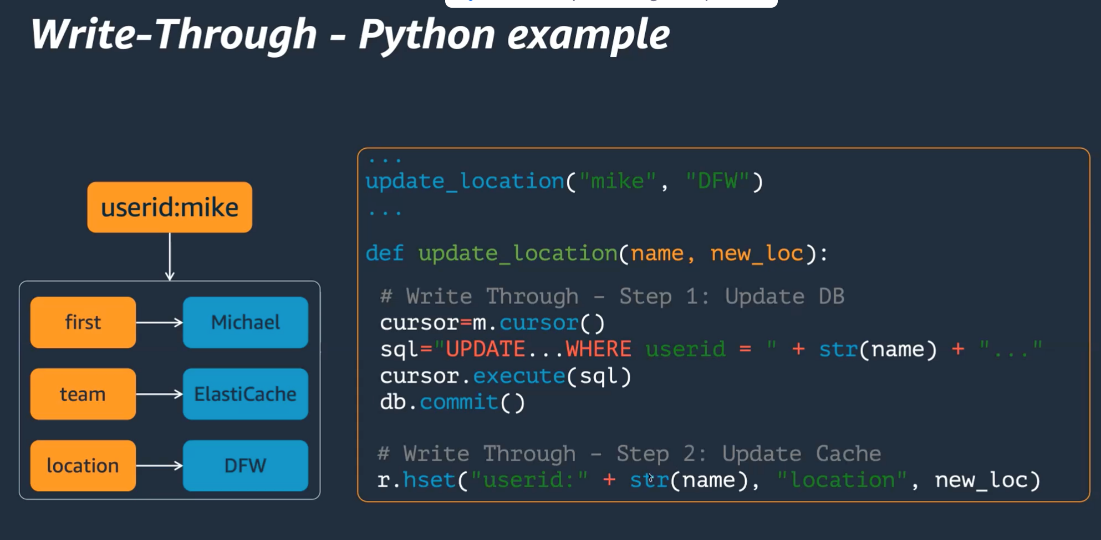 Write-Through - Python example
userid:mike
first
Michael
team
ElastiCache
location
DFW
...
update_location("mike", "DFW")
...
def update_location(name, new_loc):
# Write Through – Step 1: Update DB
cursor=m.cursor()
sql="UPDATE...WHERE userid = " + str(name) + "..."
cursor.execute(sql)
db.commit()
# Write Through – Step 2: Update Cache
r.hset("userid:" + str(name), "location", new_loc)